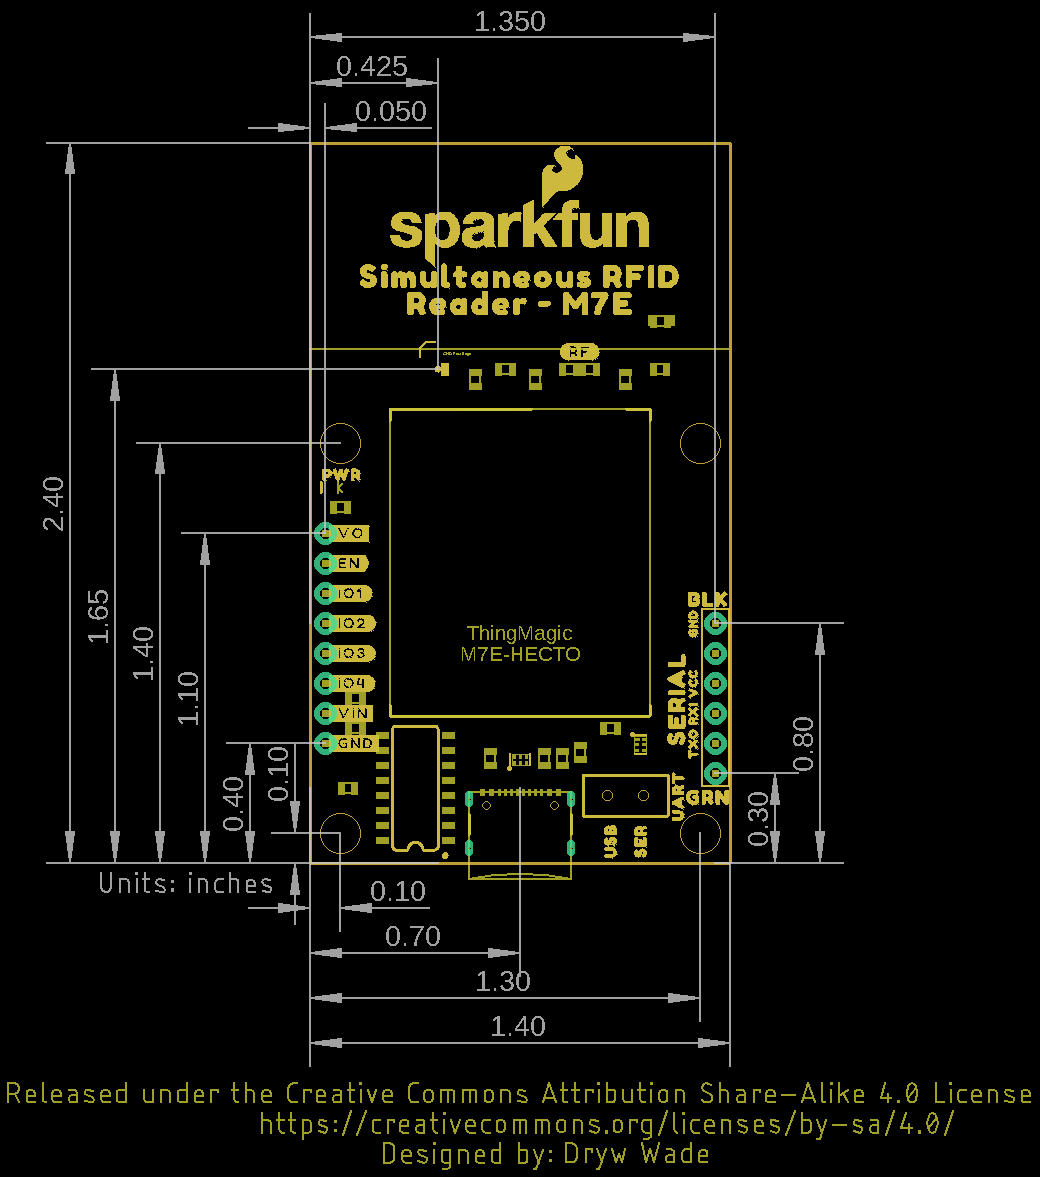 1.350
0.425
0.050
sparkfun
Simultaneous RFID
Reader - M7E
RF
2.40
1.65
1.40
1.10
0.40
0.10
PWR
VO
EN
IO1
IO2
IO3
IO4
VIN
GND
ThingMagic
M7E-HECTO
BLK
GND
VCC
RXI
TXO
SERIAL
GRN
UART
USB
SER
0.80
0.30
Units: inches
0.10
0.70
1.30
1.40
Released under the Creative Commons Attribution Share-Alike 4.0 License
https://creativecommons.org/licenses/by-sa/4.0/
Designed by: Dryw Wade